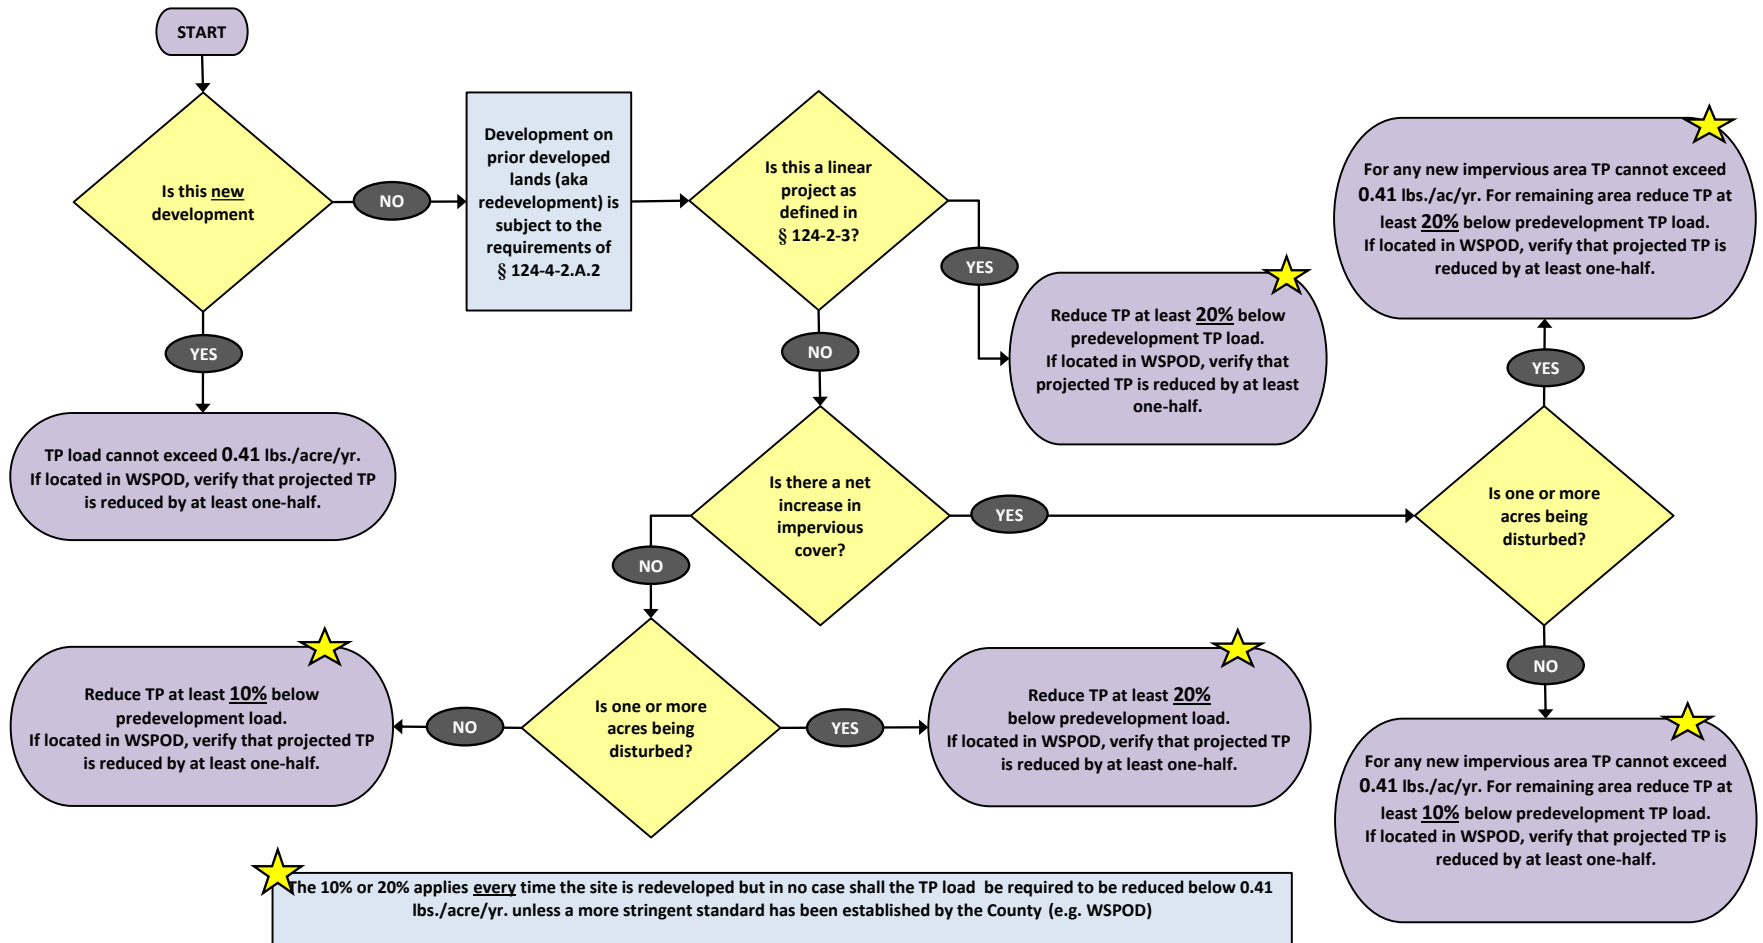 START
Is this new
development
NO
YES
TP load cannot exceed 0.41 lbs./acre/yr.
If located in WSPOD, verify that projected TP
is reduced by at least one-half.
Development on
prior developed
lands (aka
redevelopment) is
subject to the
requirements of
§ 124-4-2.A.2
Is this a linear
project as
defined in
§ 124-2-3?
YES
Reduce TP at least 20% below
predevelopment TP load.
If located in WSPOD, verify that
projected TP is reduced by at least
one-half.
NO
Is there a net
increase in
impervious
cover?
YES
Is one or more
acres being
disturbed?
YES
For any new impervious area TP cannot exceed
0.41 lbs./ac/yr. For remaining area reduce TP at
least 20% below predevelopment TP load.
If located in WSPOD, verify that projected TP is
reduced by at least one-half.
NO
For any new impervious area TP cannot exceed
0.41 lbs./ac/yr. For remaining area reduce TP at
least 10% below predevelopment TP load.
If located in WSPOD, verify that projected TP is
reduced by at least one-half.
NO
Is one or more
acres being
disturbed?
NO
Reduce TP at least 10% below
predevelopment load.
If located in WSPOD, verify that projected TP
is reduced by at least one-half.
YES
Reduce TP at least 20%
below predevelopment load.
If located in WSPOD, verify that projected TP
is reduced by at least one-half.
The 10% or 20% applies every time the site is redeveloped but in no case shall the TP load be required to be reduced below 0.41
lbs./acre/yr. unless a more stringent standard has been established by the County (e.g. WSPOD)